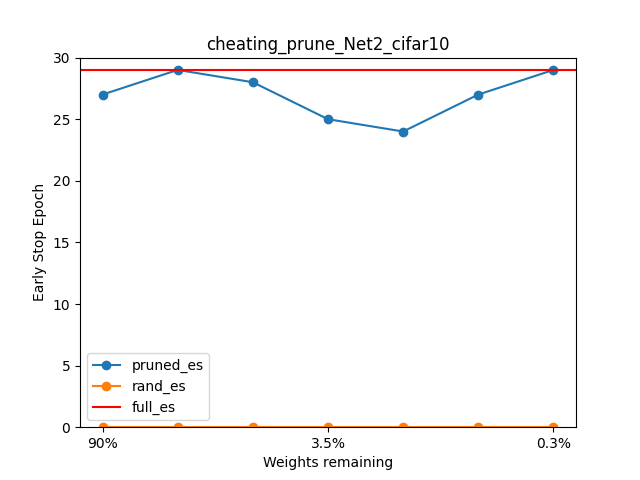 cheating_prune_Net2_cifar10
30
25
20
15
10
5
0
Early Stop Epoch
pruned_es
rand_es
full_es
90%
3.5%
0.3%
Weights remaining